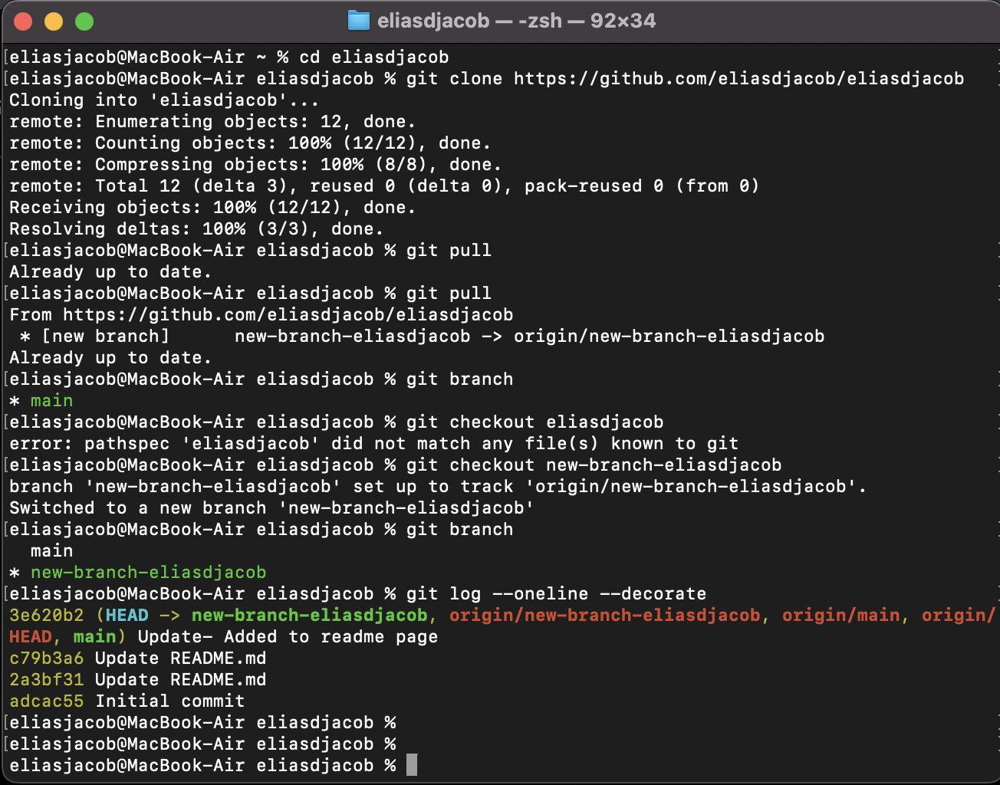 eliasdjacob — -zsh — 92×34
[eliasjacob@MacBook-Air ~ % cd eliasdjacob
[eliasjacob@MacBook-Air eliasdjacob % git clone https://github.com/eliasdjacob/eliasdjacob
Cloning into 'eliasdjacob'...
remote: Enumerating objects: 12, done.
remote: Counting objects: 100% (12/12), done.
remote: Compressing objects: 100% (8/8), done.
remote: Total 12 (delta 3), reused 0 (delta 0), pack-reused 0 (from 0)
Receiving objects: 100% (12/12), done.
Resolving deltas: 100% (3/3), done.
[eliasjacob@MacBook-Air eliasdjacob % git pull
Already up to date.
[eliasjacob@MacBook-Air eliasdjacob % git pull
From https://github.com/eliasdjacob/eliasdjacob
 * [new branch]      new-branch-eliasdjacob -> origin/new-branch-eliasdjacob
Already up to date.
[eliasjacob@MacBook-Air eliasdjacob % git branch
* main
[eliasjacob@MacBook-Air eliasdjacob % git checkout eliasdjacob
error: pathspec 'eliasdjacob' did not match any file(s) known to git
[eliasjacob@MacBook-Air eliasdjacob % git checkout new-branch-eliasdjacob
branch 'new-branch-eliasdjacob' set up to track 'origin/new-branch-eliasdjacob'.
Switched to a new branch 'new-branch-eliasdjacob'
[eliasjacob@MacBook-Air eliasdjacob % git branch
  main
* new-branch-eliasdjacob
[eliasjacob@MacBook-Air eliasdjacob % git log --oneline --decorate
3e620b2 (HEAD -> new-branch-eliasdjacob, origin/new-branch-eliasdjacob, origin/main, origin/
HEAD, main) Update- Added to readme page
c79b3a6 Update README.md
2a3bf31 Update README.md
adcac55 Initial commit
[eliasjacob@MacBook-Air eliasdjacob %
[eliasjacob@MacBook-Air eliasdjacob %
eliasjacob@MacBook-Air eliasdjacob %